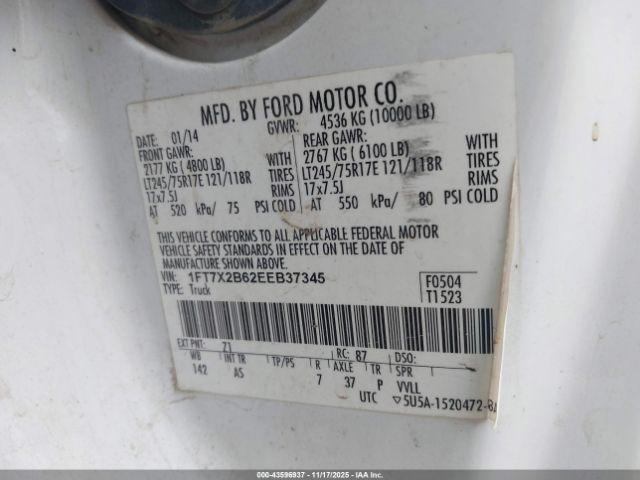 MFD. BY FORD MOTOR CO.
DATE: 01/14 GVWR: 4536 KG (10000 LB)
FRONT GAWR: REAR GAWR:
2177 KG ( 4800 LB) WITH 2767 KG ( 6100 LB) WITH
LT245/75R17E 121/118R TIRES LT245/75R17E 121/118R TIRES
17x7.5J RIMS 17x7.5J RIMS
AT 520 kPa/ 75 PSI COLD AT 550 kPa/ 80 PSI COLD
THIS VEHICLE CONFORMS TO ALL APPLICABLE FEDERAL MOTOR
VEHICLE SAFETY STANDARDS IN EFFECT ON THE DATE OF
MANUFACTURE SHOWN ABOVE.
VIN: 1FT7X2B62EEB37345 F0504
TYPE: Truck T1523
EXT PNT: Z1 RC: 87 DSO:
WB INT TR TP/PS R AXLE TR SPR
142 AS 7 37 P VVLL
UTC ▽5U5A-1520472-
00-43596937 - 11/17/2025 - IAAI.COM